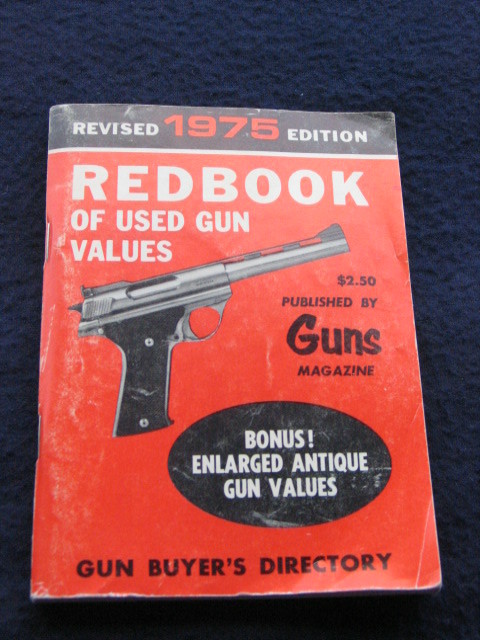 REVISED 1975 EDITION
REDBOOK
OF USED GUN
VALUES
$2.50
PUBLISHED BY
Guns
MAGAZINE
BONUS!
ENLARGED ANTIQUE
GUN VALUES
GUN BUYER'S DIRECTORY